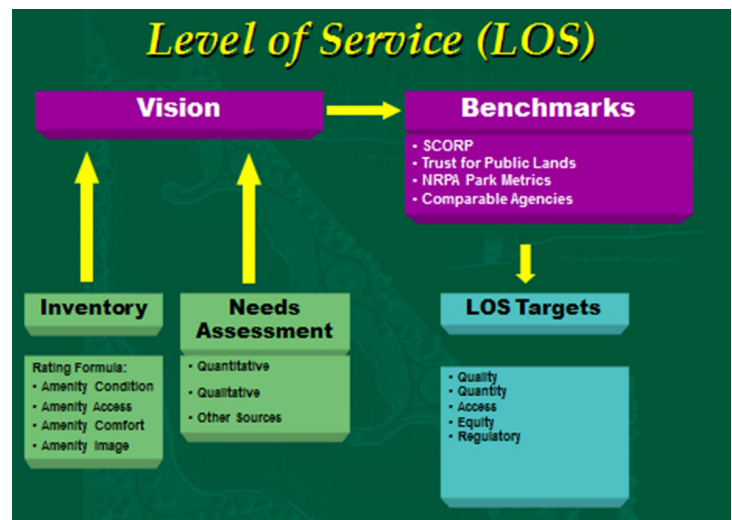 Level of Service (LOS)
Vision
Benchmarks
• SCORP
• Trust for Public Lands
• NRPA Park Metrics
• Comparable Agencies
Inventory
Rating Formula:
• Amenity Condition
• Amenity Access
• Amenity Comfort
• Amenity Image
Needs
Assessment
• Quantitative
• Qualitative
• Other Sources
LOS Targets
• Quality
• Quantity
• Access
• Equity
• Regulatory